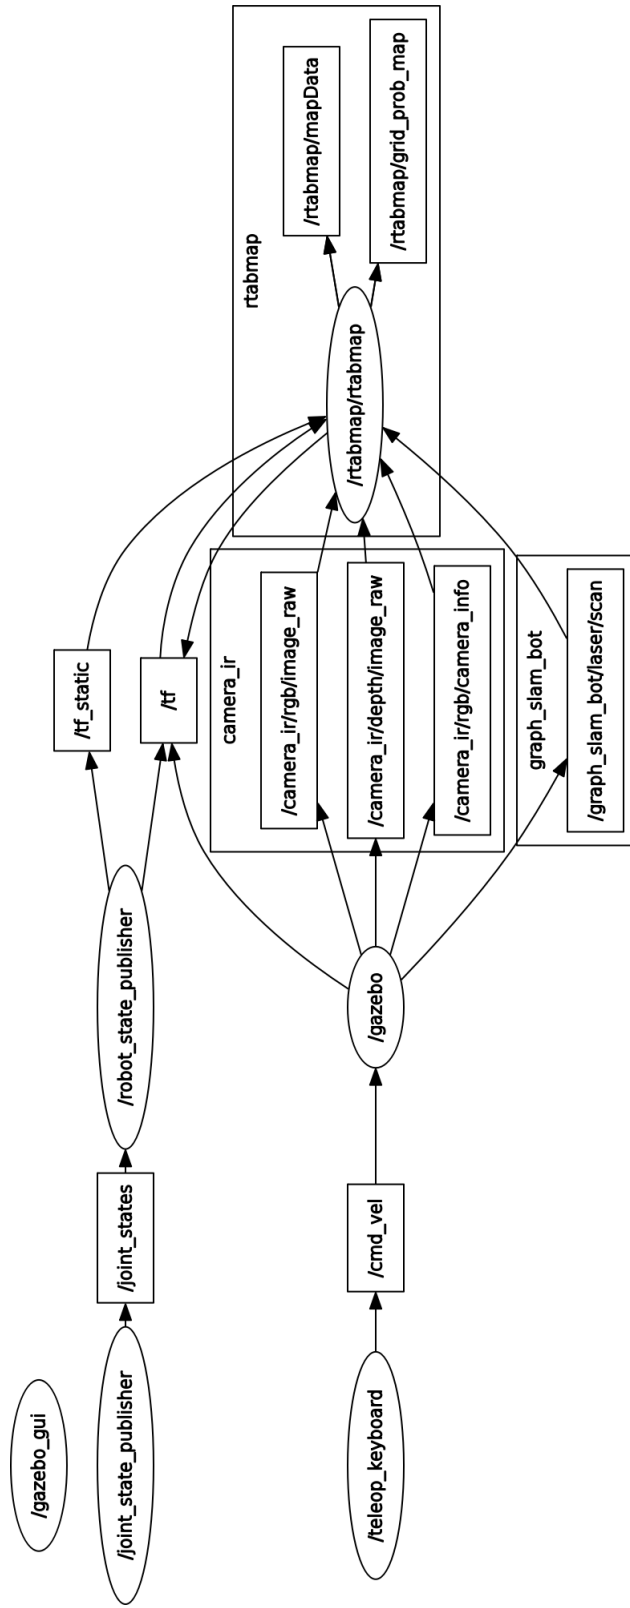 /gazebo_gui
/joint_state_publisher
/joint_states
/robot_state_publisher
/tf_static
/tf
/teleop_keyboard
/cmd_vel
/gazebo
camera_ir
/camera_ir/rgb/image_raw
/camera_ir/depth/image_raw
/camera_ir/rgb/camera_info
graph_slam_bot
/graph_slam_bot/laser/scan
rtabmap
/rtabmap/rtabmap
/rtabmap/mapData
/rtabmap/grid_prob_map